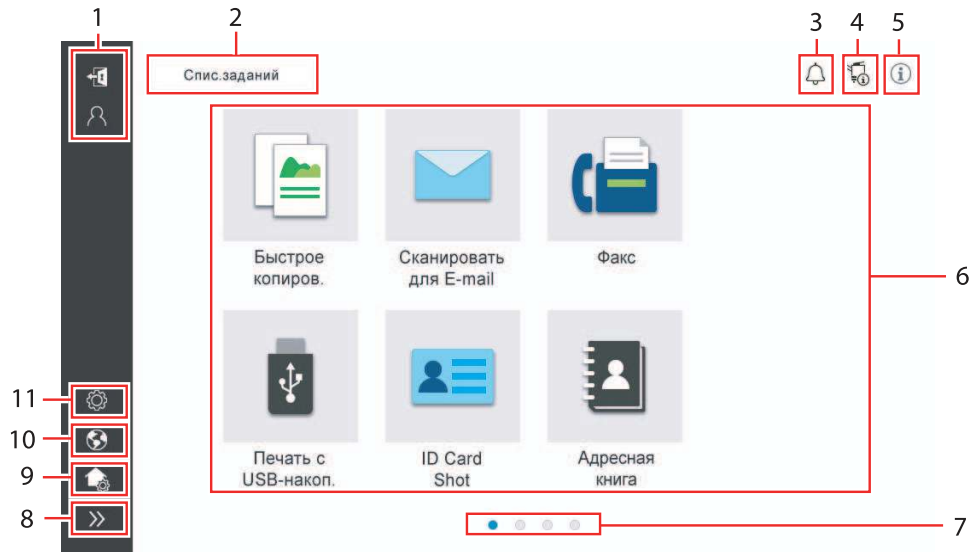 1
2
3
4
5
Спис.заданий
Быстрое
копиров.
Сканировать
для E-mail
Факс
6
Печать с
USB-накоп.
ID Card
Shot
Адресная
книга
11
10
9
8
7